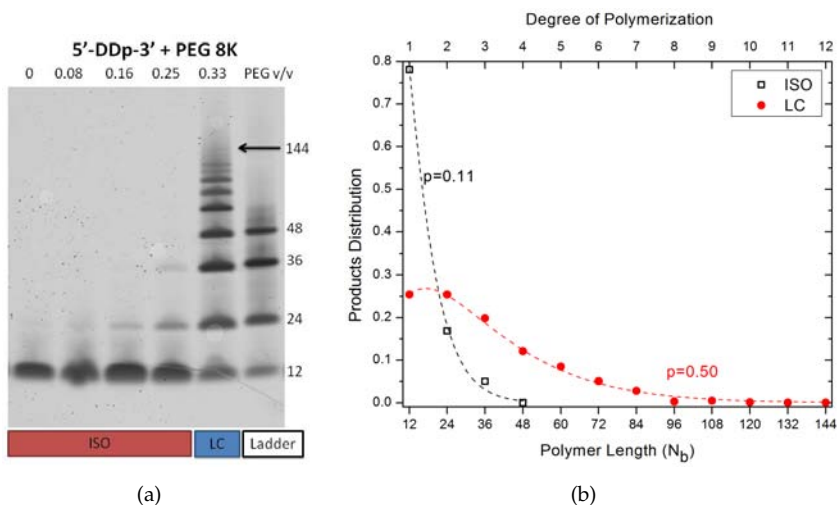 5'-DDp-3' + PEG 8K
0 0.08 0.16 0.25 0.33 PEG v/v
144
48
36
24
12
ISO LC Ladder
(a)
Degree of Polymerization
1 2 3 4 5 6 7 8 9 10 11 12
Products Distribution
0.8
0.7
0.6
0.5
0.4
0.3
0.2
0.1
0.0
ISO
LC
p=0.11
p=0.50
12 24 36 48 60 72 84 96 108 120 132 144
Polymer Length (N_b)
(b)